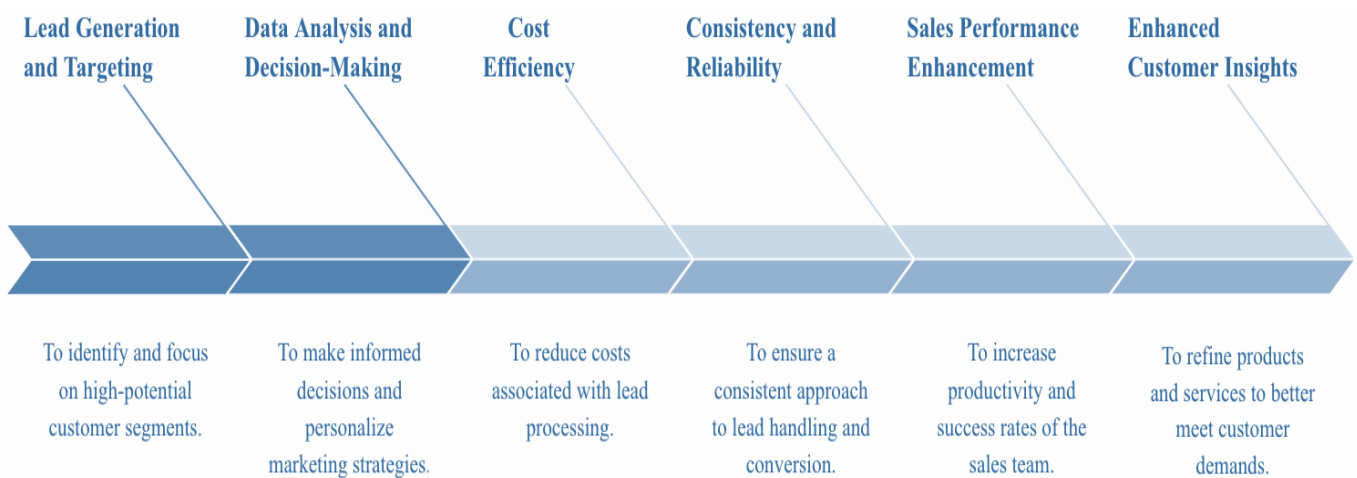 Lead Generation
and Targeting
Data Analysis and
Decision-Making
Cost
Efficiency
Consistency and
Reliability
Sales Performance
Enhancement
Enhanced
Customer Insights
To identify and focus
on high-potential
customer segments.
To make informed
decisions and
personalize
marketing strategies.
To reduce costs
associated with lead
processing.
To ensure a
consistent approach
to lead handling and
conversion.
To increase
productivity and
success rates of the
sales team.
To refine products
and services to better
meet customer
demands.